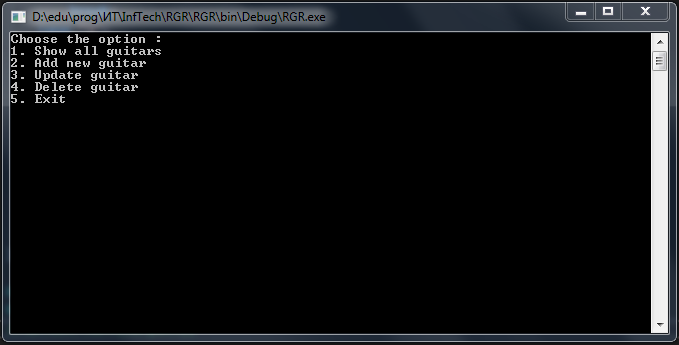 D:\edu\prog\ИТ\InfTech\RGR\RGR\bin\Debug\RGR.exe
Choose the option :
1. Show all guitars
2. Add new guitar
3. Update guitar
4. Delete guitar
5. Exit